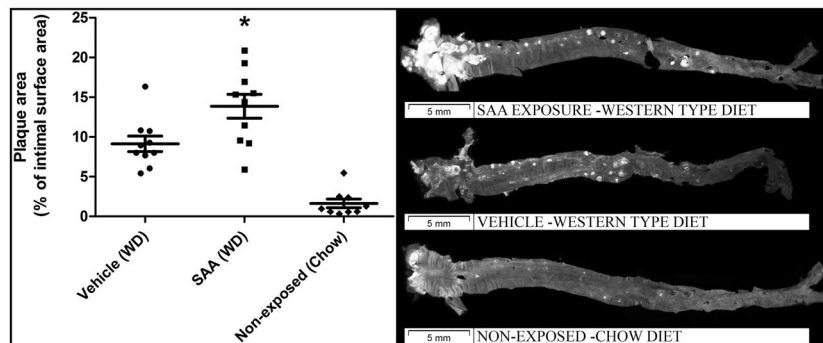 *
25
20
15
10
5
0
Plaque area
(% of intimal surface area)
Vehicle (WD)
SAA (WD)
Non-exposed (Chow)
5 mm
SAA EXPOSURE -WESTERN TYPE DIET
5 mm
VEHICLE -WESTERN TYPE DIET
5 mm
NON-EXPOSED -CHOW DIET